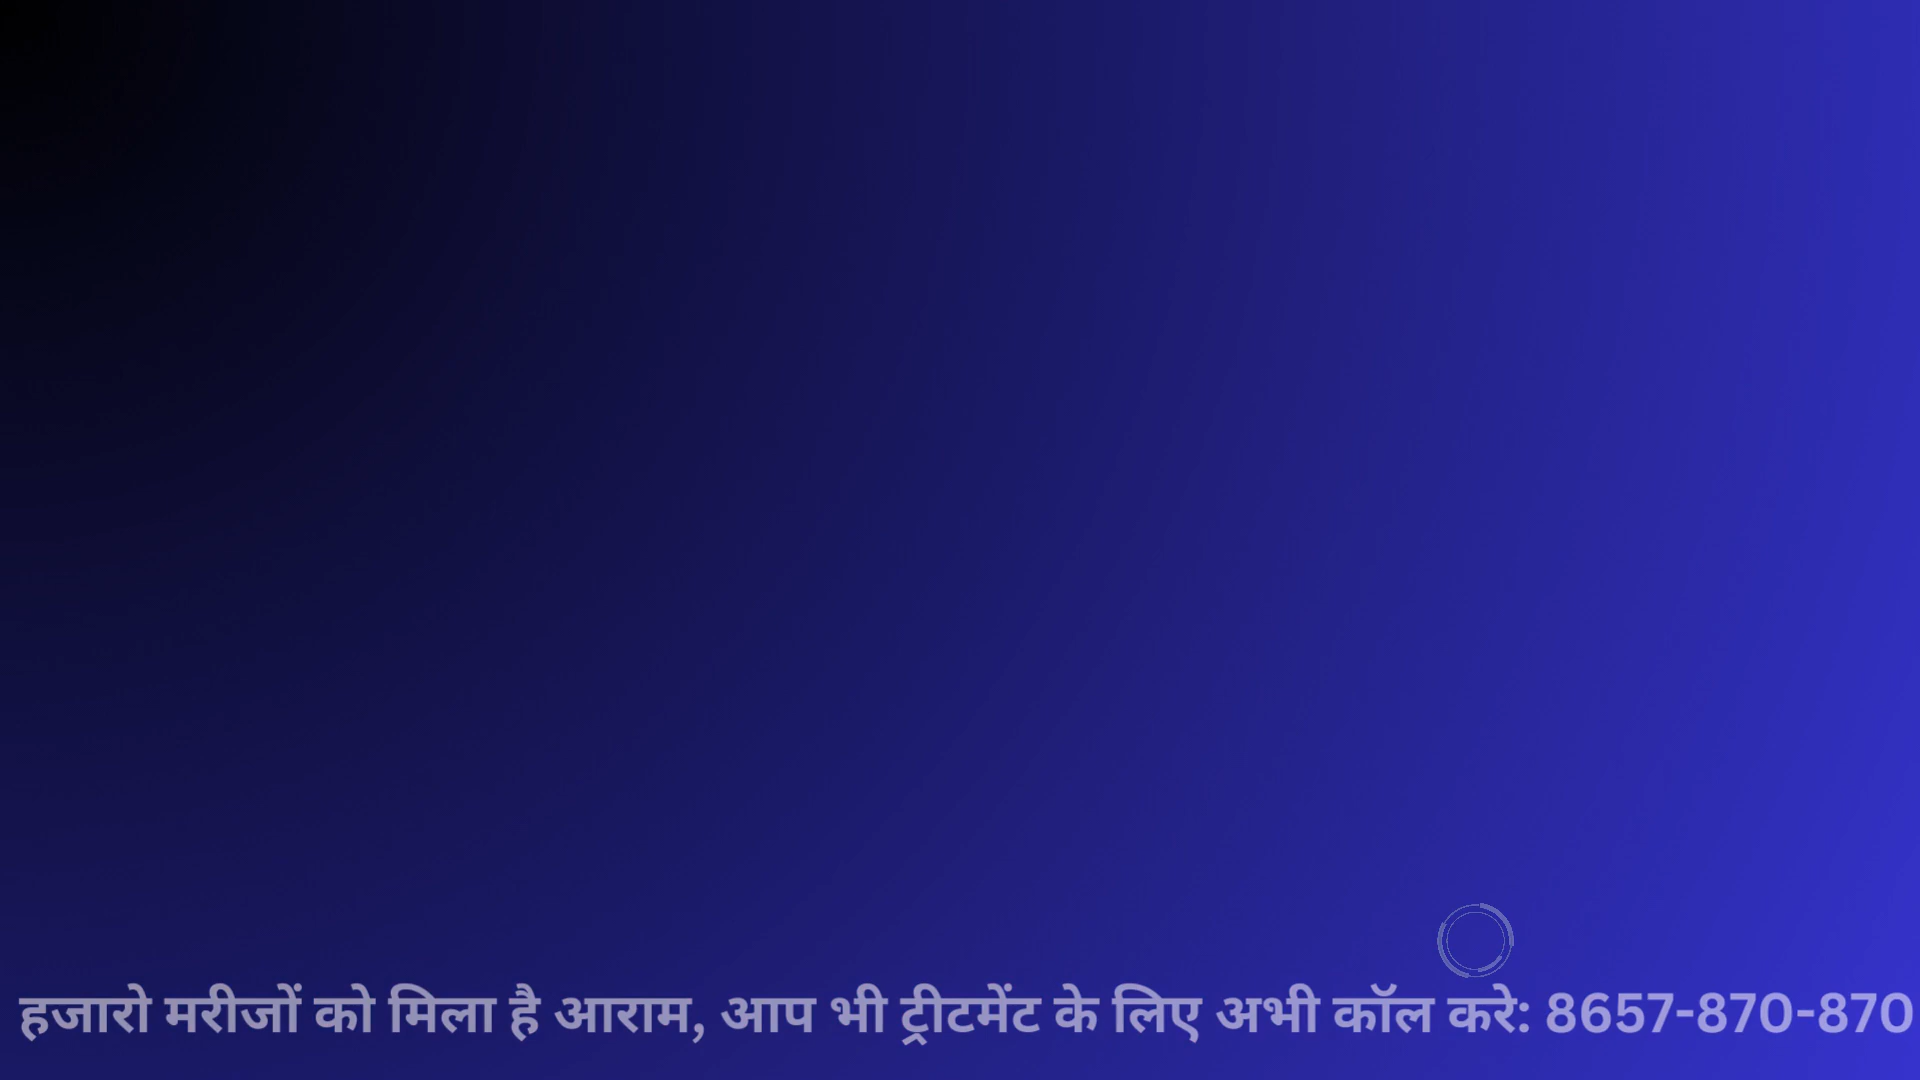 हजारो मरीजों को मिला है आराम, आप भी ट्रीटमेंट के लिए अभी कॉल करे: 8657-870-870